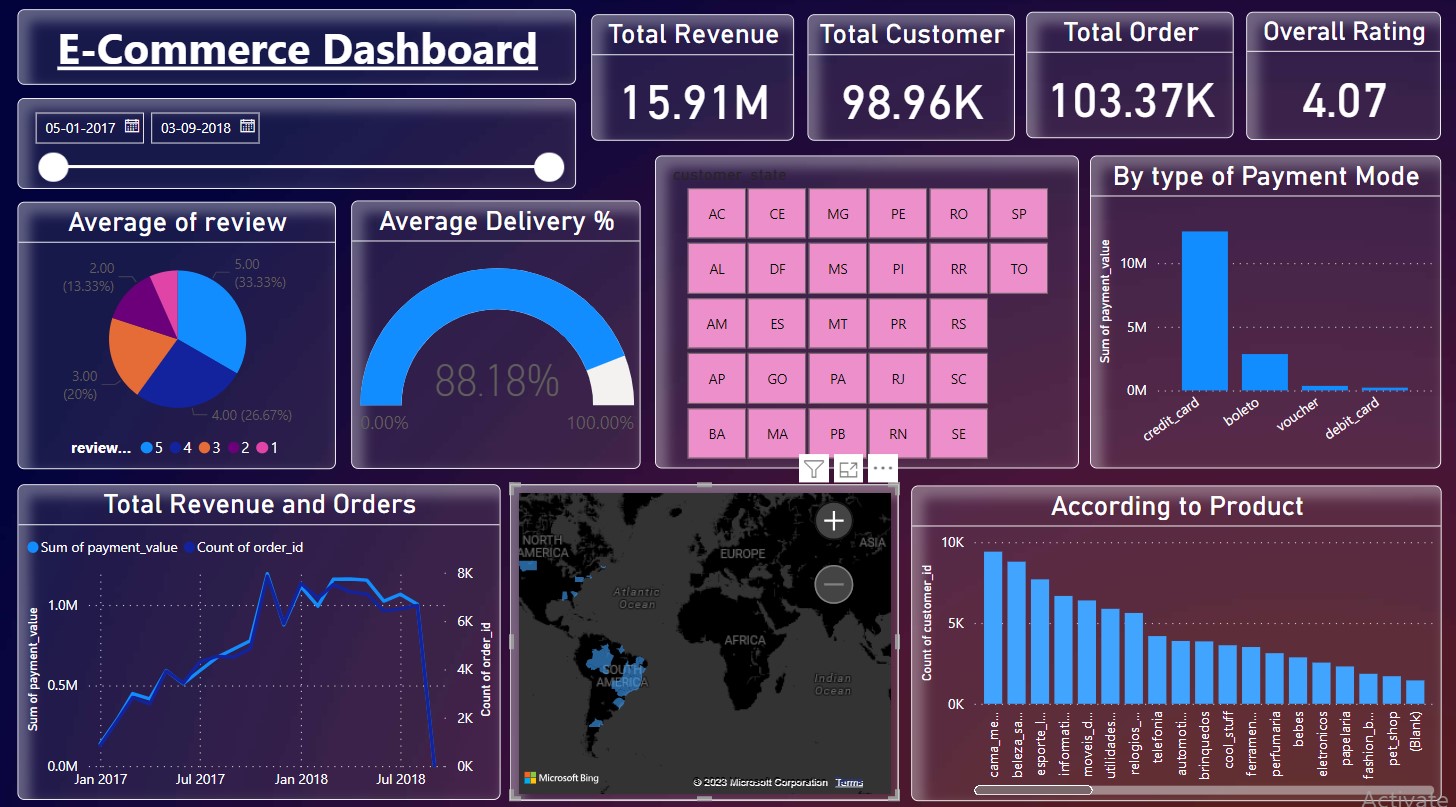 E-Commerce Dashboard
05-01-2017
03-09-2018
Total Revenue
15.91M
Total Customer
98.96K
Total Order
103.37K
Overall Rating
4.07
Average of review
5.00
(33.33%)
4.00 (26.67%)
3.00
(20%)
2.00
(13.33%)
review... 5 4 3 2 1
Average Delivery %
88.18%
0.00%
100.00%
customer_state
AC CE MG PE RO SP
AL DF MS PI RR TO
AM ES MT PR RS
AP GO PA RJ SC
BA MA PB RN SE
By type of Payment Mode
Sum of payment_value
10M
5M
0M
credit_card
boleto
voucher
debit_card
Total Revenue and Orders
Sum of payment_value Count of order_id
Sum of payment_value
1.0M
0.5M
0.0M
8K
6K
4K
2K
0K
Count of order_id
Jan 2017 Jul 2017 Jan 2018 Jul 2018
NORTH
AMERICA
EUROPE
ASIA
Atlantic
Ocean
AFRICA
SOUTH
AMERICA
Indian
Ocean
Microsoft Bing
© 2023 Microsoft Corporation Terms
According to Product
Count of customer_id
10K
5K
0K
cama_me...
beleza_sa...
esporte_l...
informati...
moveis_d...
utilidades...
relogios_...
telefonia
automoti...
brinquedos
cool_stuff
ferramen...
perfumaria
bebes
eletronicos
papelaria
fashion_b...
pet_shop
(Blank)
Activate